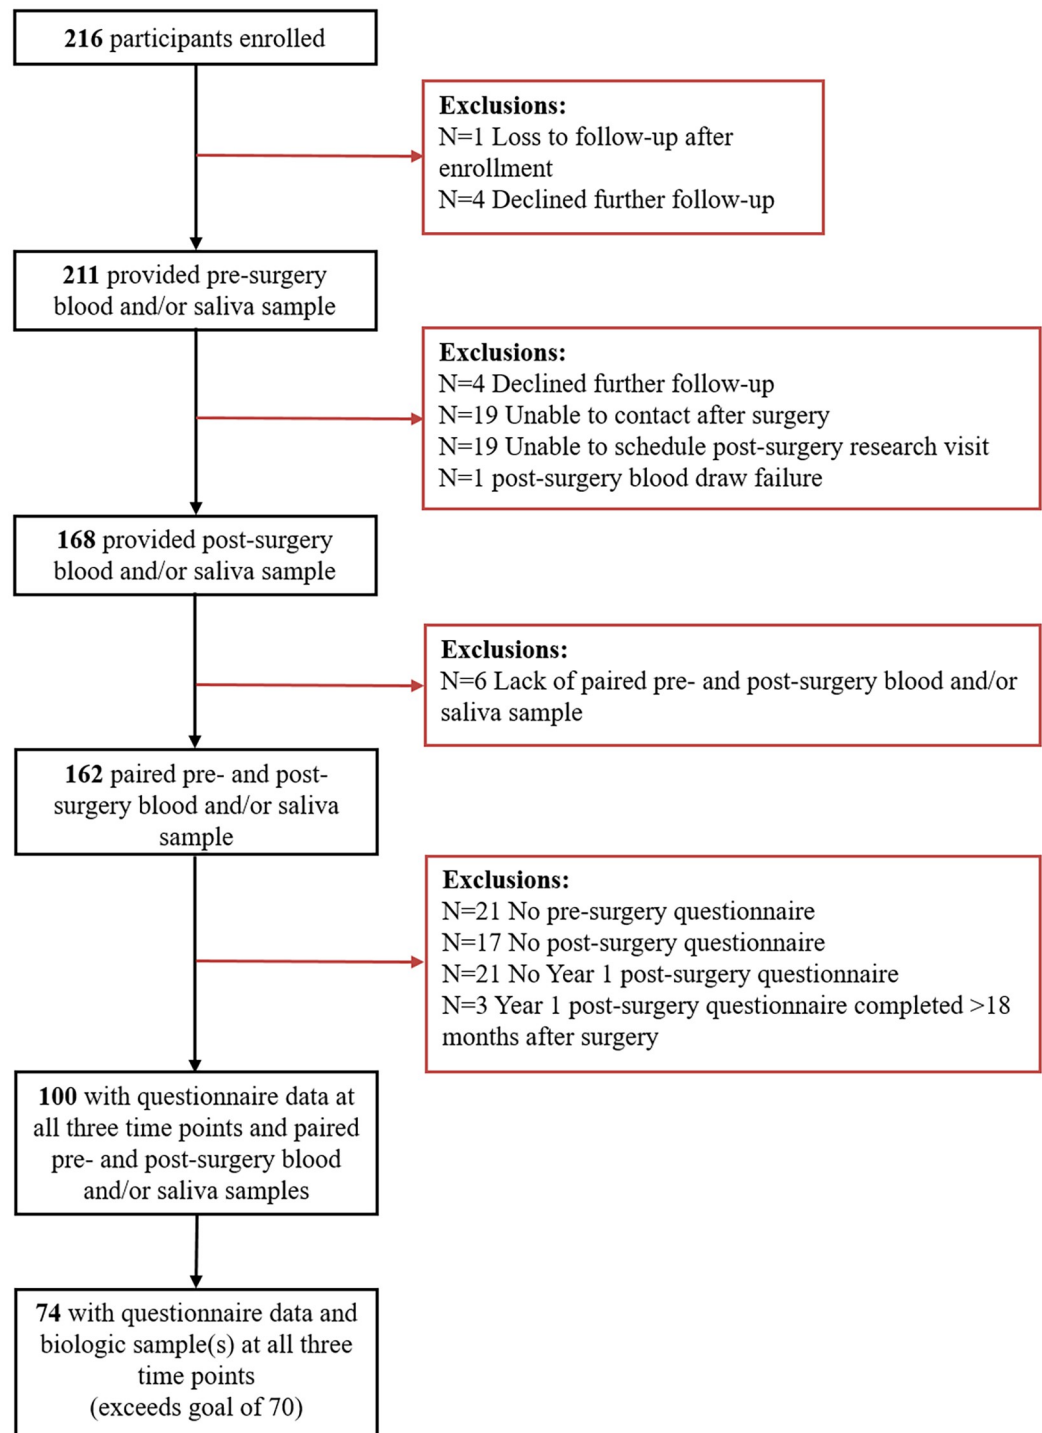 216 participants enrolled
Exclusions:
N=1 Loss to follow-up after
enrollment
N=4 Declined further follow-up
211 provided pre-surgery
blood and/or saliva sample
Exclusions:
N=4 Declined further follow-up
N=19 Unable to contact after surgery
N=19 Unable to schedule post-surgery research visit
N=1 post-surgery blood draw failure
168 provided post-surgery
blood and/or saliva sample
Exclusions:
N=6 Lack of paired pre- and post-surgery blood and/or
saliva sample
162 paired pre- and post-
surgery blood and/or saliva
sample
Exclusions:
N=21 No pre-surgery questionnaire
N=17 No post-surgery questionnaire
N=21 No Year 1 post-surgery questionnaire
N=3 Year 1 post-surgery questionnaire completed >18
months after surgery
100 with questionnaire data at
all three time points and paired
pre- and post-surgery blood
and/or saliva samples
74 with questionnaire data and
biologic sample(s) at all three
time points
(exceeds goal of 70)